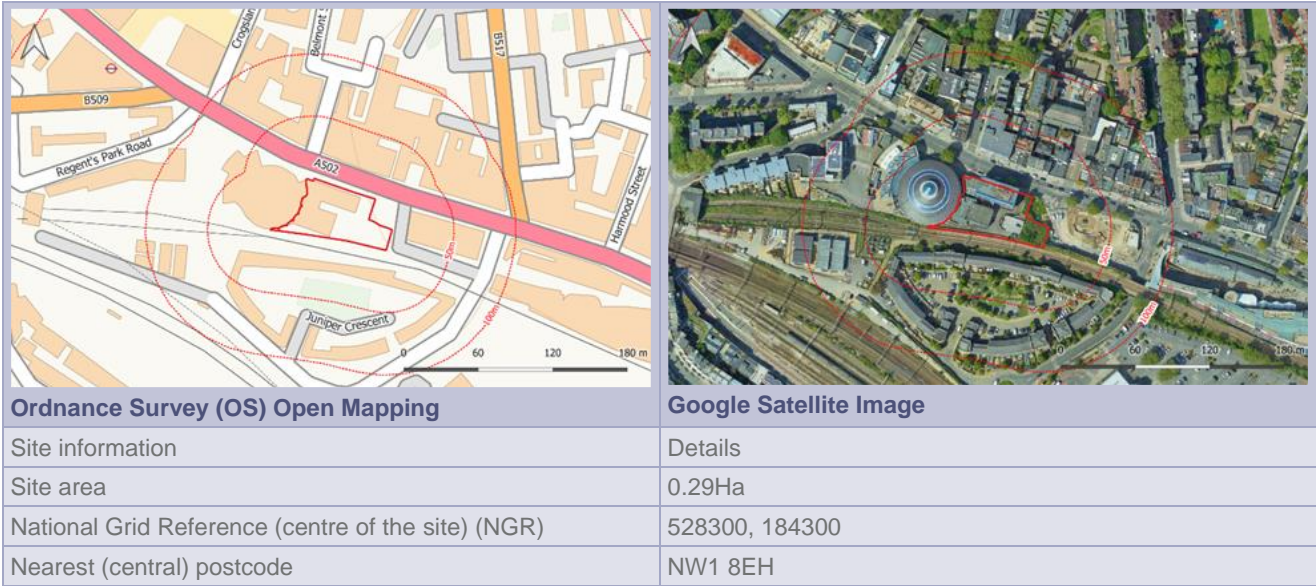 Crogslan
Belmont S
B517
B509
Regent's Park Road
A502
Harmood Street
50m
100m
Juniper Crescent
0 60 120 180 m
50m
100m
0 60 120 180 m
Ordnance Survey (OS) Open Mapping Google Satellite Image
Site information Details
Site area 0.29Ha
National Grid Reference (centre of the site) (NGR) 528300, 184300
Nearest (central) postcode NW1 8EH